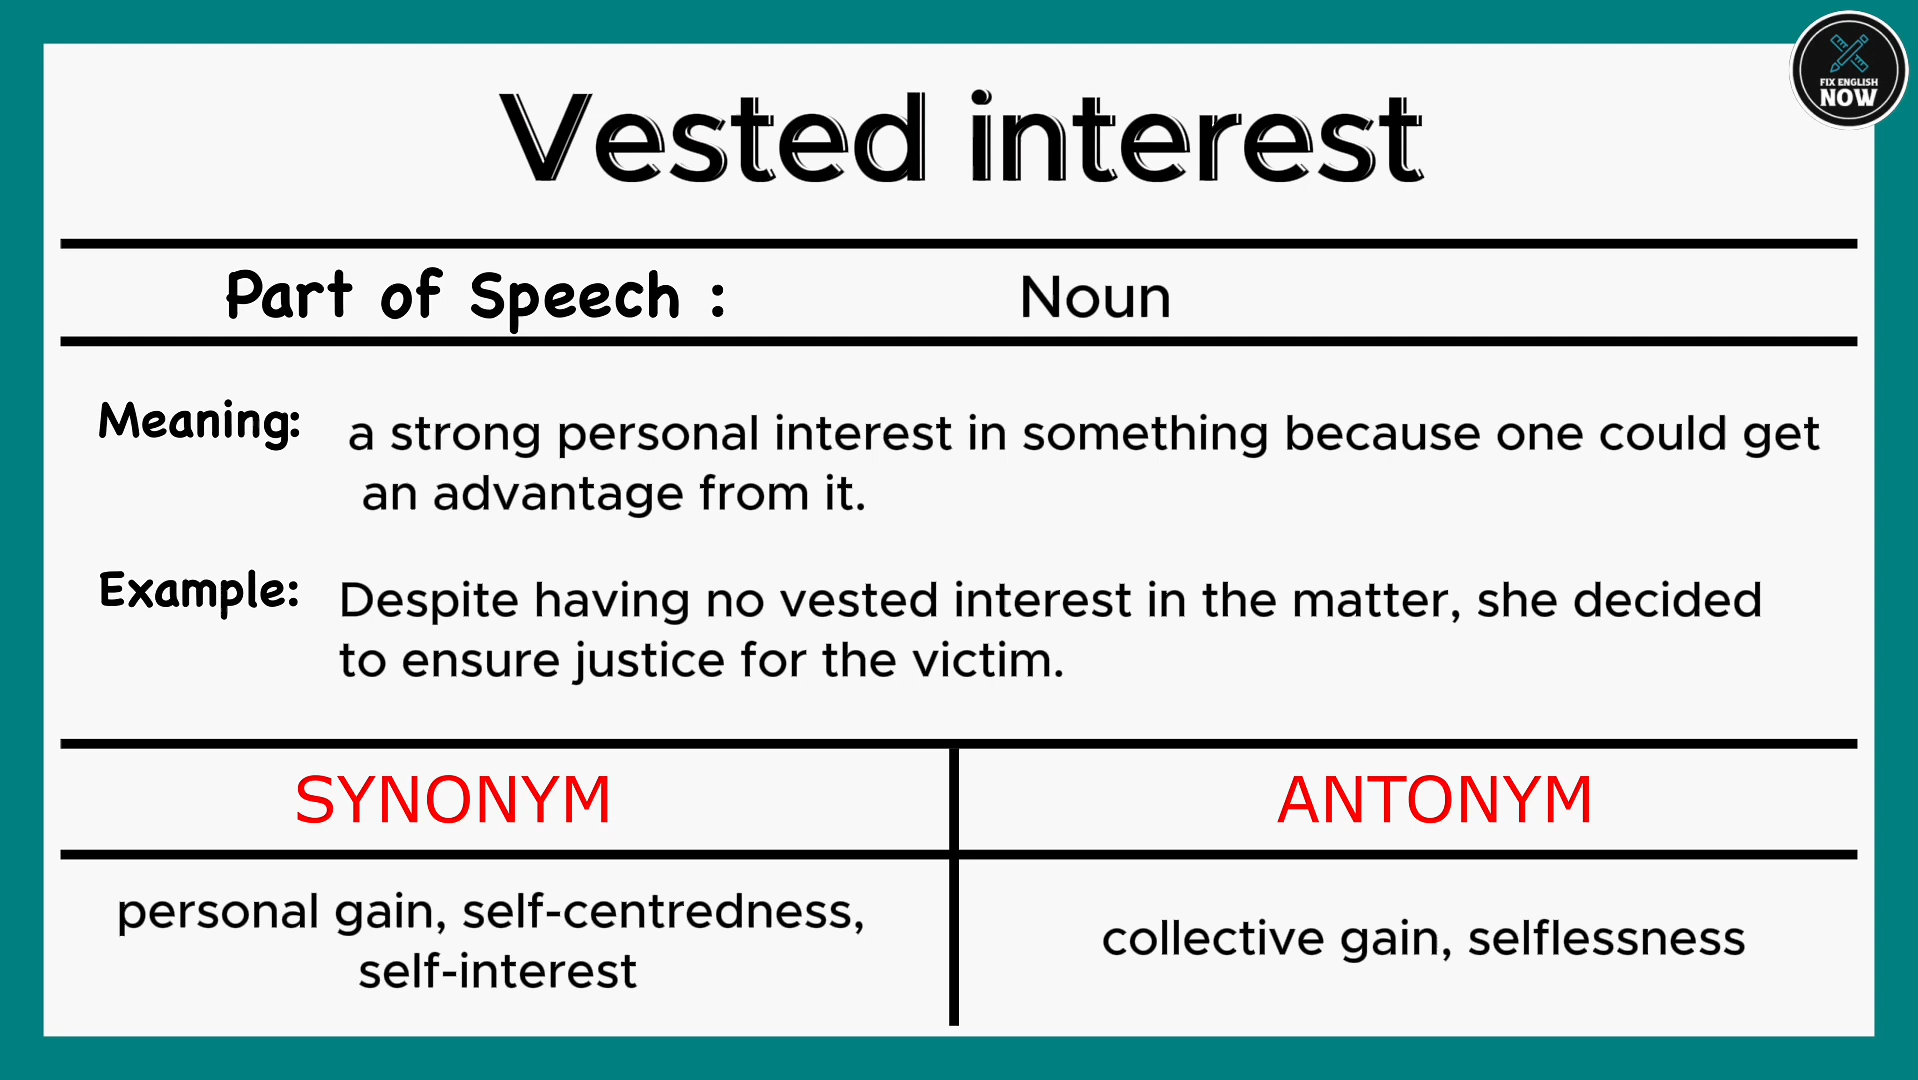 FIX ENGLISH
NOW
Vested interest
Part of Speech : Noun
Meaning: a strong personal interest in something because one could get
an advantage from it.
Example: Despite having no vested interest in the matter, she decided
to ensure justice for the victim.
SYNONYM
ANTONYM
personal gain, self-centredness,
self-interest
collective gain, selflessness